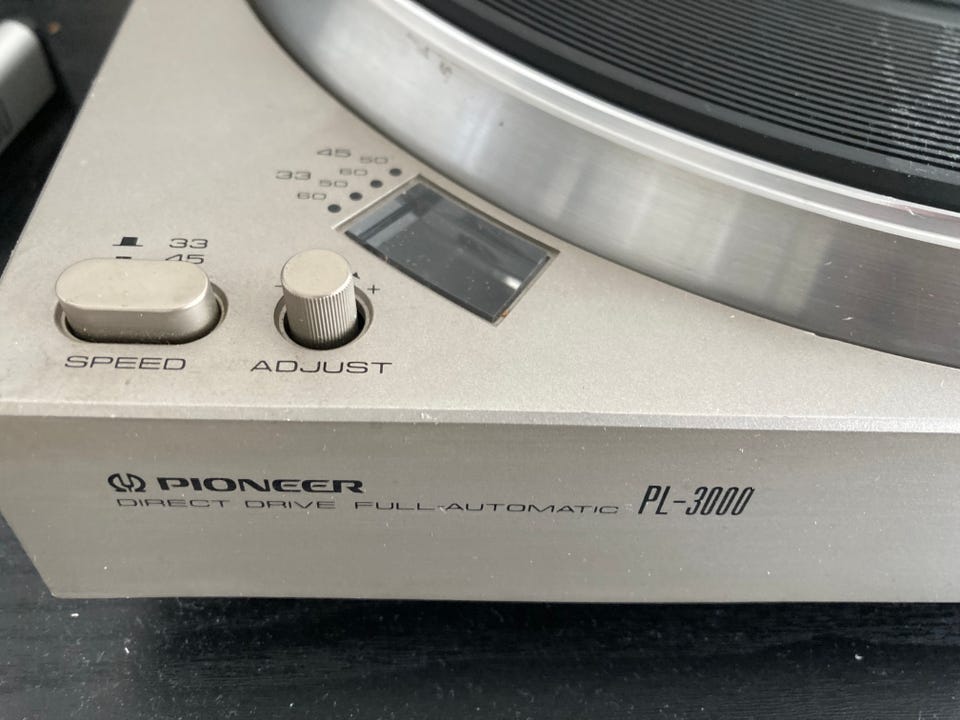 45 50
60
33 50
60
33
45
- +
SPEED
ADJUST
PIONEER
DIRECT DRIVE FULL-AUTOMATIC PL-3000